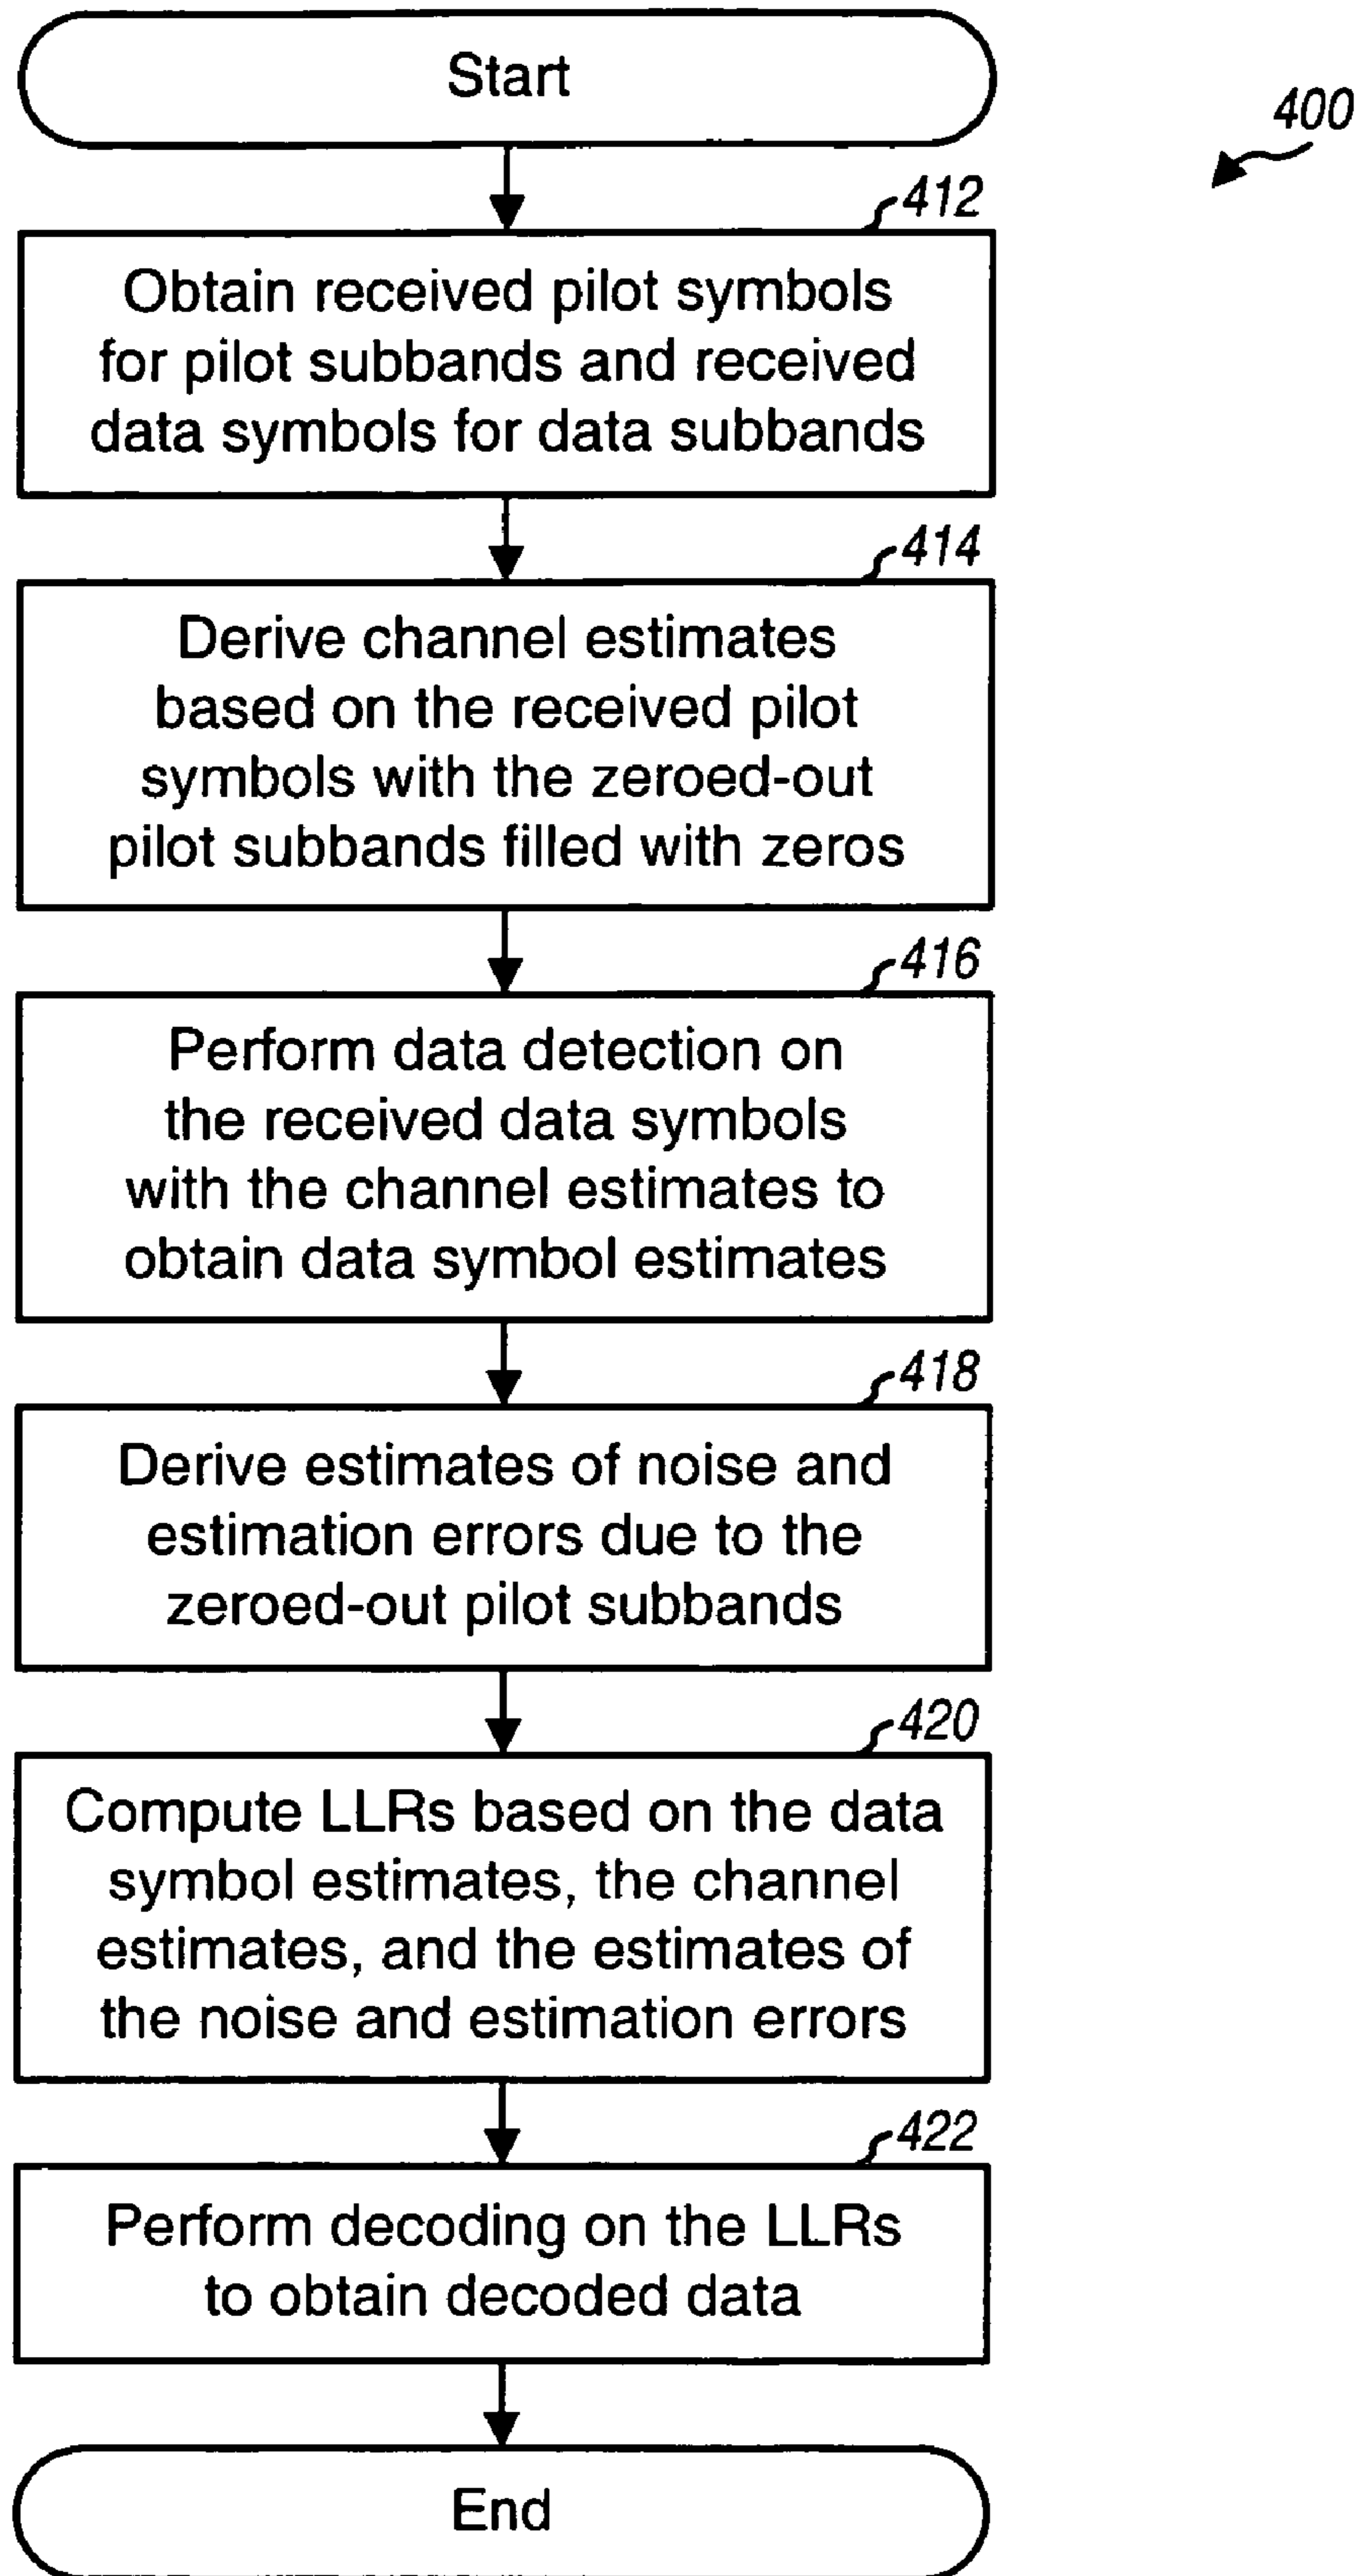 Start
400
412
Obtain received pilot symbols
for pilot subbands and received
data symbols for data subbands
414
Derive channel estimates
based on the received pilot
symbols with the zeroed-out
pilot subbands filled with zeros
416
Perform data detection on
the received data symbols
with the channel estimates to
obtain data symbol estimates
418
Derive estimates of noise and
estimation errors due to the
zeroed-out pilot subbands
420
Compute LLRs based on the data
symbol estimates, the channel
estimates, and the estimates of
the noise and estimation errors
422
Perform decoding on the LLRs
to obtain decoded data
End